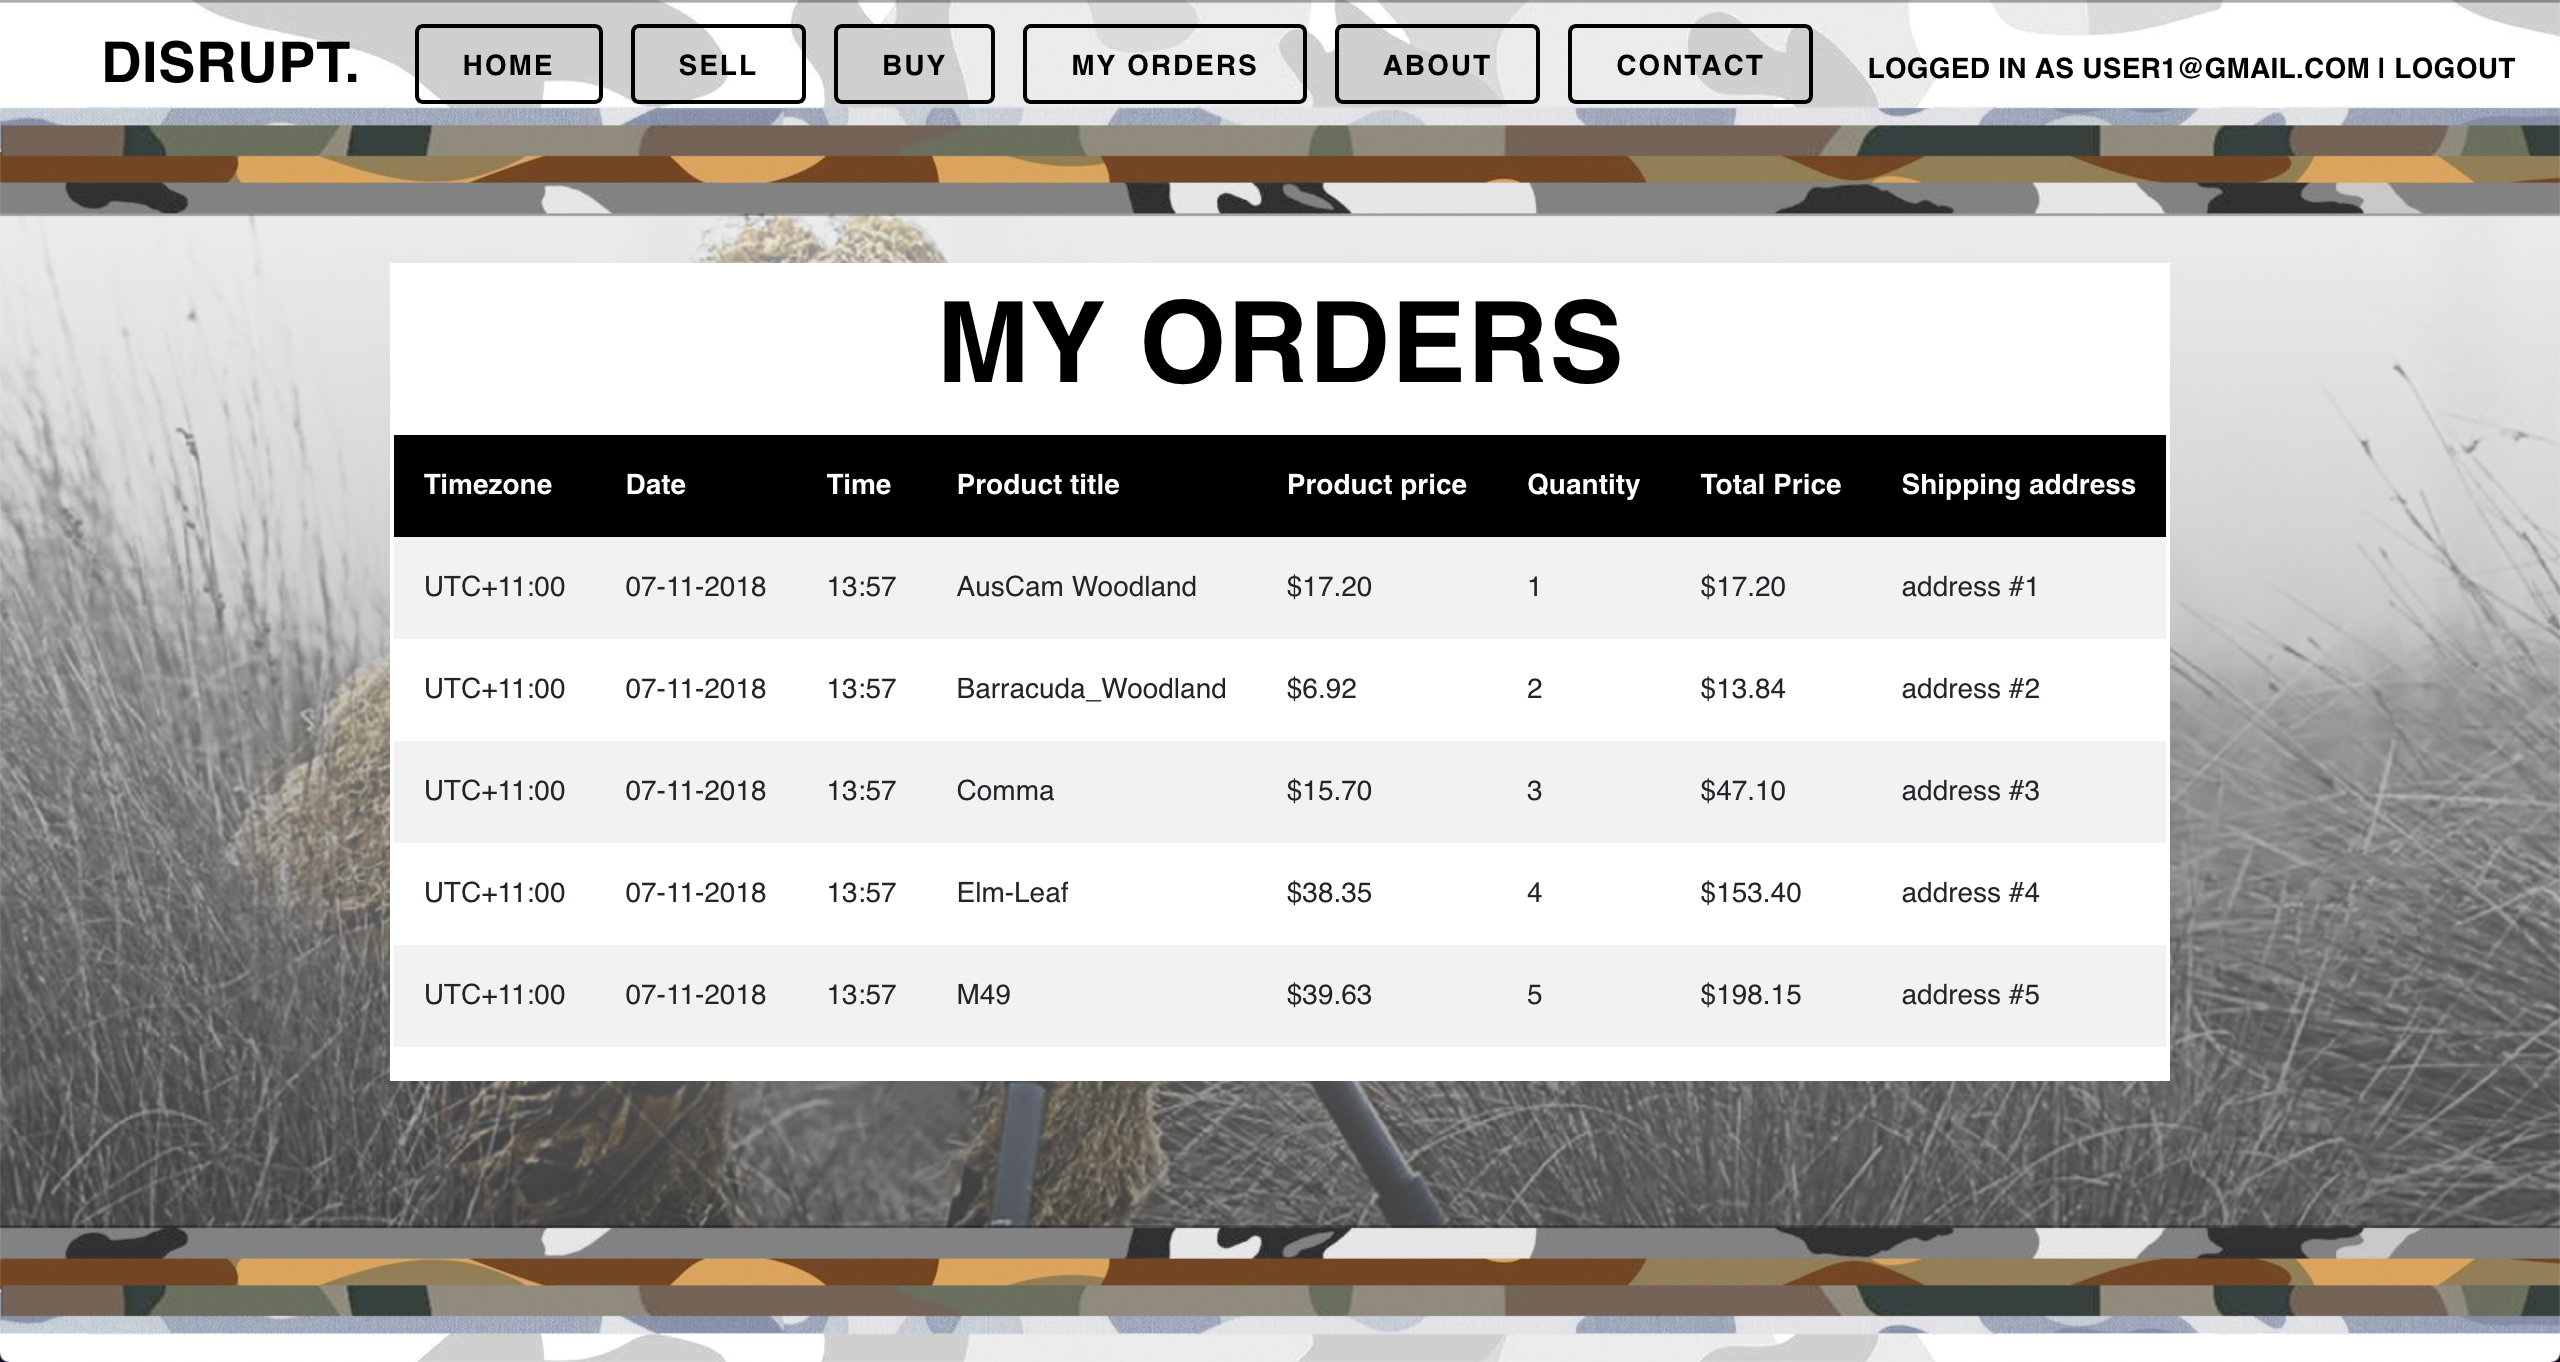 DISRUPT. HOME SELL BUY MY ORDERS ABOUT CONTACT LOGGED IN AS USER1@GMAIL.COM | LOGOUT
MY ORDERS
Timezone Date Time Product title Product price Quantity Total Price Shipping address
UTC+11:00 07-11-2018 13:57 AusCam Woodland $17.20 1 $17.20 address #1
UTC+11:00 07-11-2018 13:57 Barracuda_Woodland $6.92 2 $13.84 address #2
UTC+11:00 07-11-2018 13:57 Comma $15.70 3 $47.10 address #3
UTC+11:00 07-11-2018 13:57 Elm-Leaf $38.35 4 $153.40 address #4
UTC+11:00 07-11-2018 13:57 M49 $39.63 5 $198.15 address #5